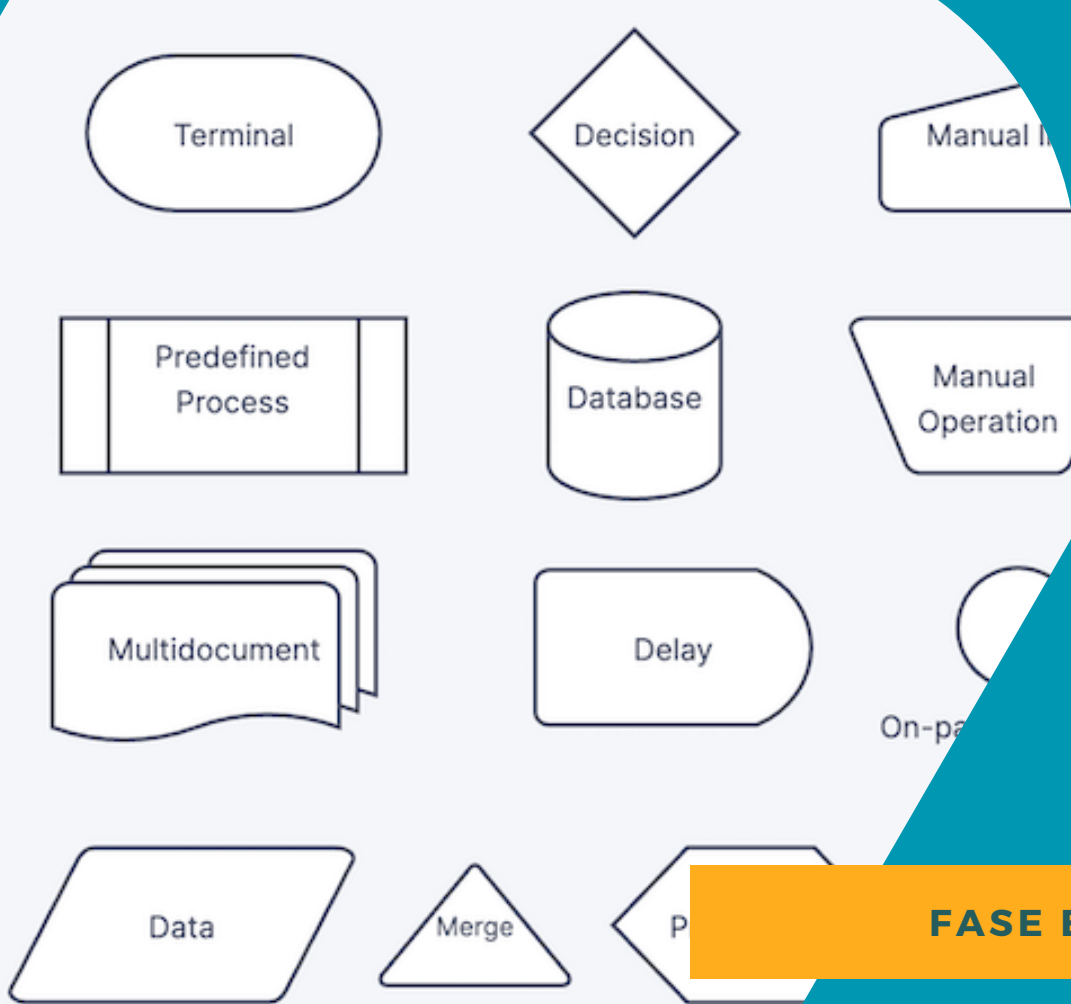 Terminal
Decision
Manual
Predefined
Process
Database
Manual
Operation
Multidocument
Delay
On-pa
Data
Merge
P
FASE